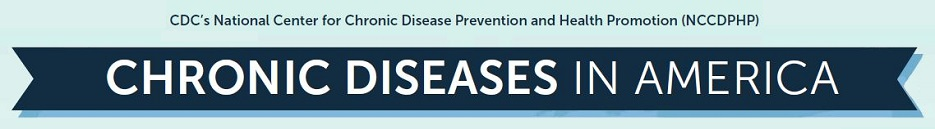 CDC’s National Center for Chronic Disease Prevention and Health Promotion (NCCDPHP)
CHRONIC DISEASES IN AMERICA